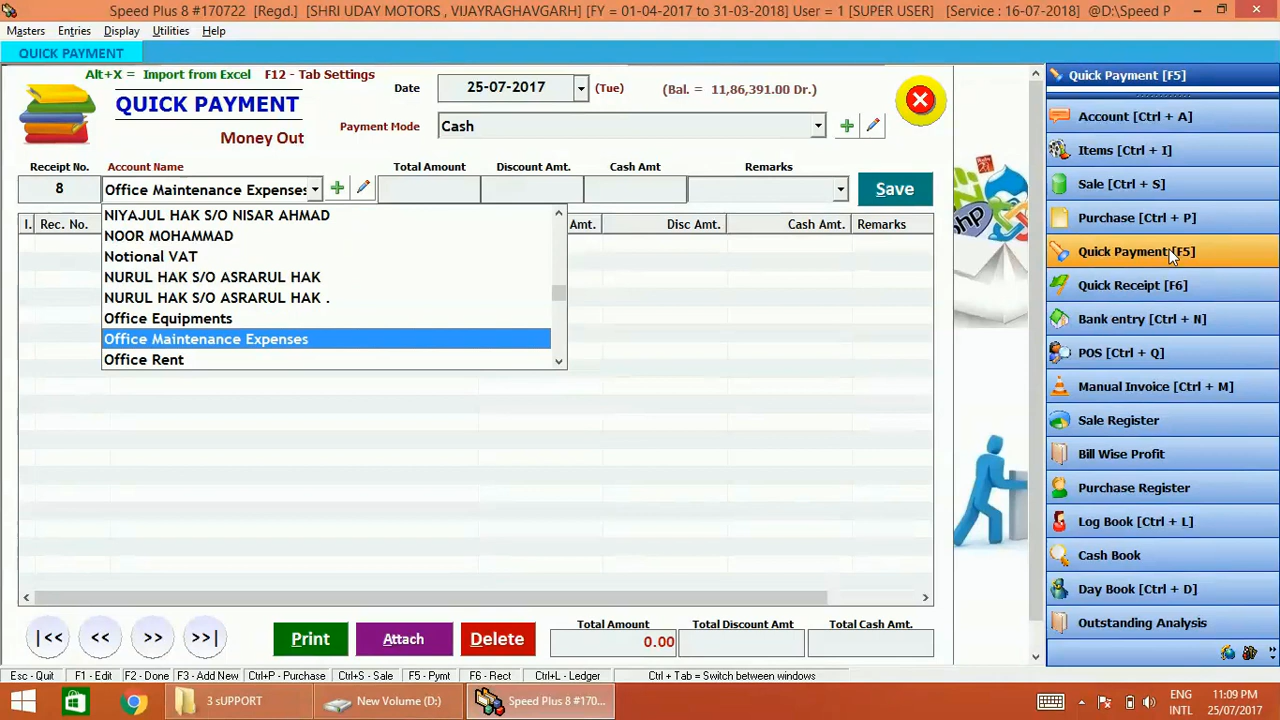 Speed Plus 8 #170722 [Regd.] [SHRI UDAY MOTORS , VIJAYRAGHAVGARH] [FY = 01-04-2017 to 31-03-2018] User = 1 [SUPER USER] [Service : 16-07-2018] @D:\Speed P
Masters Entries Display Utilities Help
QUICK PAYMENT
Alt+X = Import from Excel F12 - Tab Settings
QUICK PAYMENT
Money Out
Date 25-07-2017 (Tue) (Bal. = 11,86,391.00 Dr.)
Payment Mode Cash
Receipt No. Account Name Total Amount Discount Amt. Cash Amt Remarks
8 Office Maintenance Expenses Save
I. Rec. No. Amt. Disc Amt. Cash Amt. Remarks
NIYAJUL HAK S/O NISAR AHMAD
NOOR MOHAMMAD
Notional VAT
NURUL HAK S/O ASRARUL HAK
NURUL HAK S/O ASRARUL HAK .
Office Equipments
Office Maintenance Expenses
Office Rent
|<< << >> >>| Print Attach Delete
Total Amount Total Discount Amt Total Cash Amt.
0.00
Quick Payment [F5]
Account [Ctrl + A]
Items [Ctrl + I]
Sale [Ctrl + S]
Purchase [Ctrl + P]
Quick Payment [F5]
Quick Receipt [F6]
Bank entry [Ctrl + N]
POS [Ctrl + Q]
Manual Invoice [Ctrl + M]
Sale Register
Bill Wise Profit
Purchase Register
Log Book [Ctrl + L]
Cash Book
Day Book [Ctrl + D]
Outstanding Analysis
php
Esc - Quit F1 - Edit F2 - Done F3 - Add New Ctrl+P - Purchase Ctrl+S - Sale F5 - Pymt F6 - Rect Ctrl+L - Ledger Ctrl + Tab = Switch between windows
3 sUPPORT New Volume (D:) Speed Plus 8 #170... ENG 11:09 PM
INTL 25/07/2017